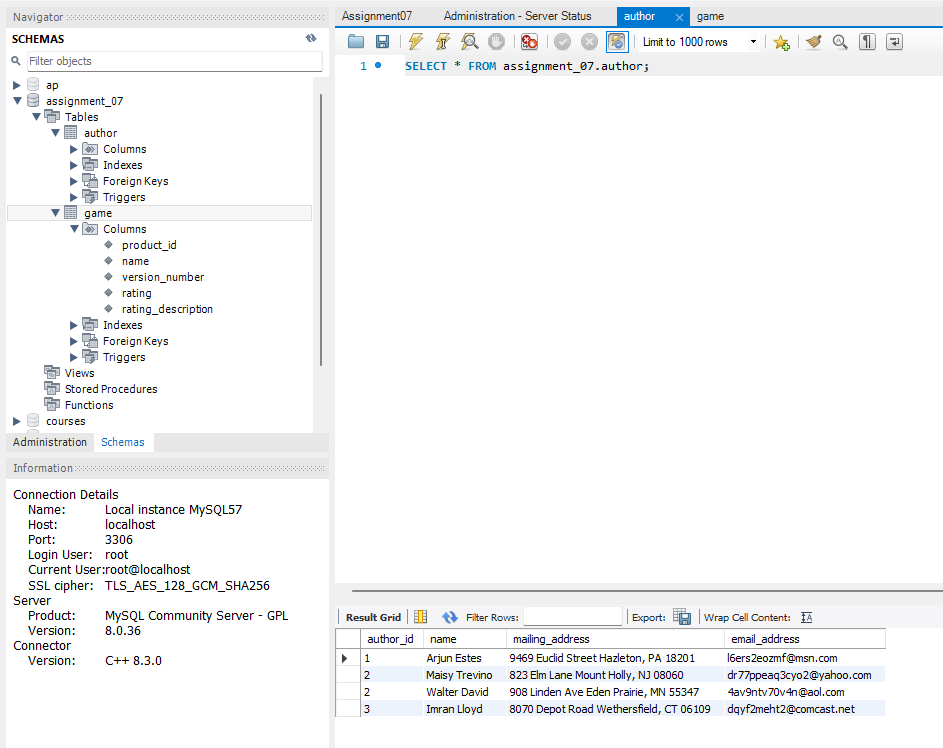 Navigator
SCHEMAS
Filter objects
ap
assignment_07
Tables
author
Columns
Indexes
Foreign Keys
Triggers
game
Columns
product_id
name
version_number
rating
rating_description
Indexes
Foreign Keys
Triggers
Views
Stored Procedures
Functions
courses
Administration Schemas
Information
Connection Details
Name: Local instance MySQL57
Host: localhost
Port: 3306
Login User: root
Current User:root@localhost
SSL cipher: TLS_AES_128_GCM_SHA256
Server
Product: MySQL Community Server - GPL
Version: 8.0.36
Connector
Version: C++ 8.3.0
Assignment07 Administration - Server Status author game
Limit to 1000 rows
1 SELECT * FROM assignment_07.author;
Result Grid Filter Rows: Export: Wrap Cell Content:
author_id name mailing_address email_address
1 Arjun Estes 9469 Euclid Street Hazleton, PA 18201 l6ers2eozmf@msn.com
2 Maisy Trevino 823 Elm Lane Mount Holly, NJ 08060 dr77ppeaq3cyo2@yahoo.com
2 Walter David 908 Linden Ave Eden Prairie, MN 55347 4av9ntv70v4n@aol.com
3 Imran Lloyd 8070 Depot Road Wethersfield, CT 06109 dqyf2meht2@comcast.net